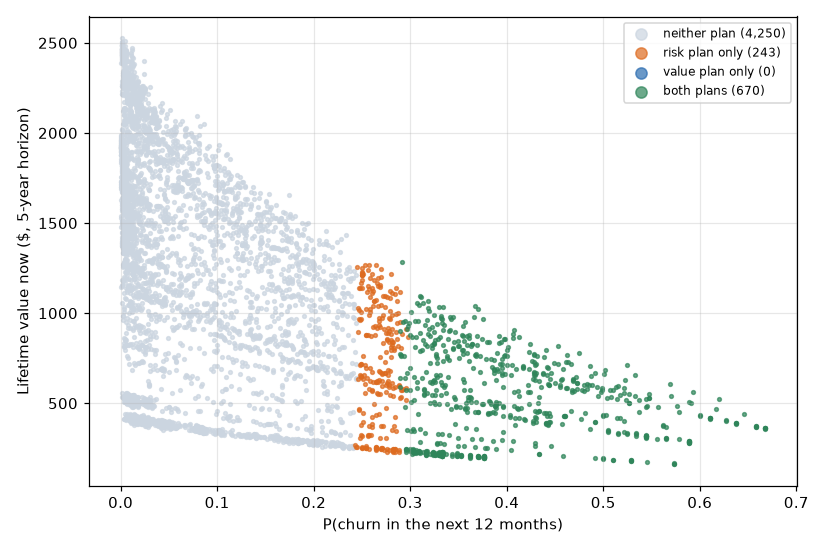 neither plan (4,250)
risk plan only (243)
value plan only (0)
both plans (670)
Lifetime value now ($, 5-year horizon)
2500
2000
1500
1000
500
0.0 0.1 0.2 0.3 0.4 0.5 0.6 0.7
P(churn in the next 12 months)